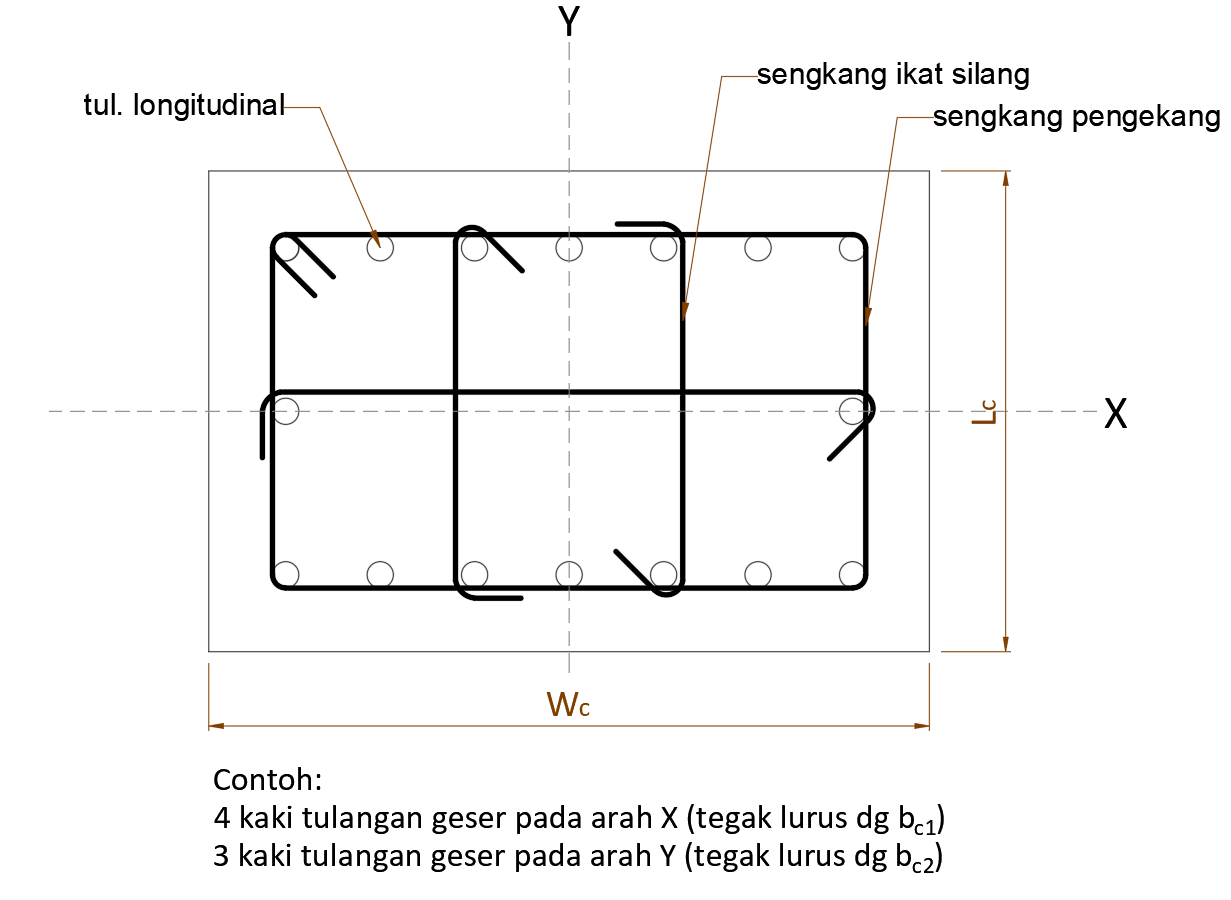 Y
sengkang ikat silang
tul. longitudinal
sengkang pengekang
X
Lc
Wc
Contoh:
4 kaki tulangan geser pada arah X (tegak lurus dg bc1)
3 kaki tulangan geser pada arah Y (tegak lurus dg bc2)